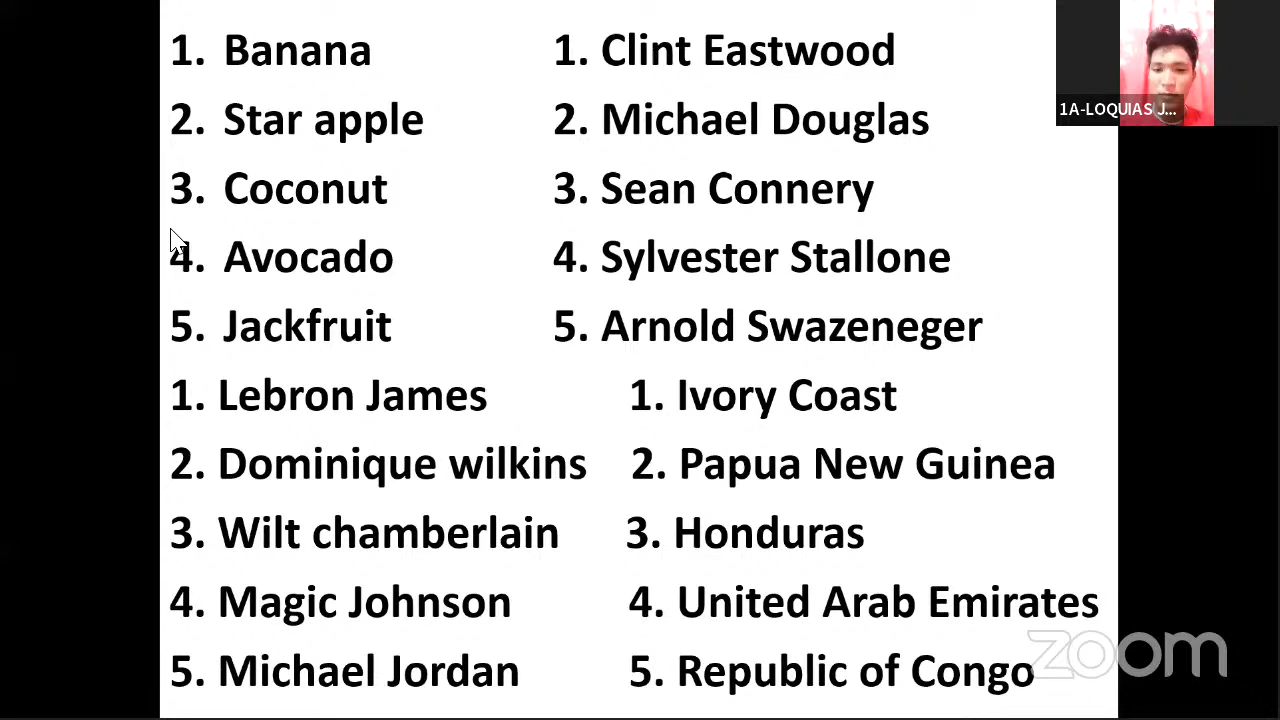 1. Banana
2. Star apple
3. Coconut
4. Avocado
5. Jackfruit
1. Clint Eastwood
2. Michael Douglas
3. Sean Connery
4. Sylvester Stallone
5. Arnold Swazeneger
1. Lebron James
2. Dominique wilkins
3. Wilt chamberlain
4. Magic Johnson
5. Michael Jordan
1. Ivory Coast
2. Papua New Guinea
3. Honduras
4. United Arab Emirates
5. Republic of Congo
1A-LOQUIAS J...
zoom